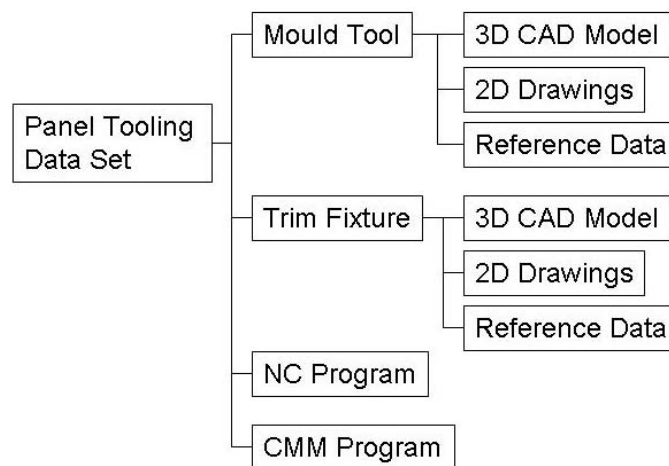 Mould Tool
3D CAD Model
2D Drawings
Reference Data
Panel Tooling
Data Set
Trim Fixture
3D CAD Model
2D Drawings
Reference Data
NC Program
CMM Program